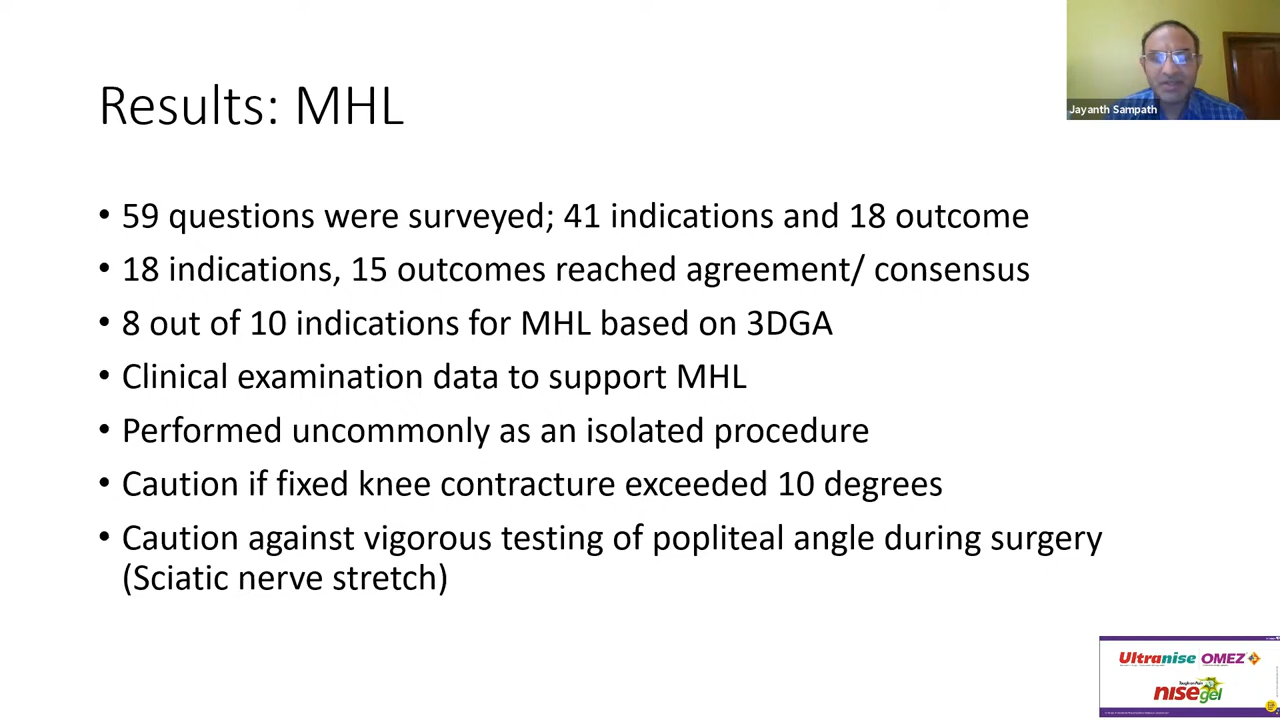 Results: MHL
Jayanth Sampath
• 59 questions were surveyed; 41 indications and 18 outcome
• 18 indications, 15 outcomes reached agreement/ consensus
• 8 out of 10 indications for MHL based on 3DGA
• Clinical examination data to support MHL
• Performed uncommonly as an isolated procedure
• Caution if fixed knee contracture exceeded 10 degrees
• Caution against vigorous testing of popliteal angle during surgery
(Sciatic nerve stretch)
Ultranise OMEZ
nise gel